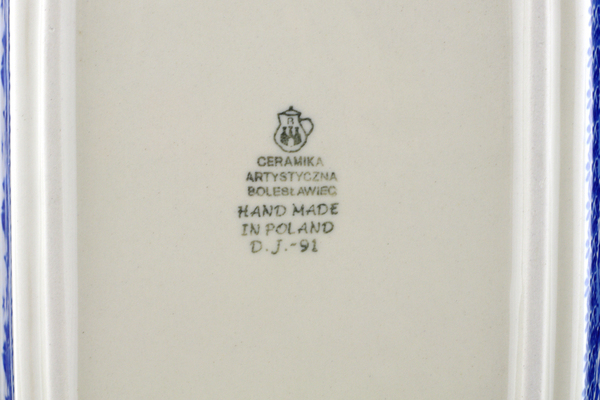 B
CERAMIKA
ARTYSTYCZNA
BOLESŁAWIEC
HAND MADE
IN POLAND
D.J.-91